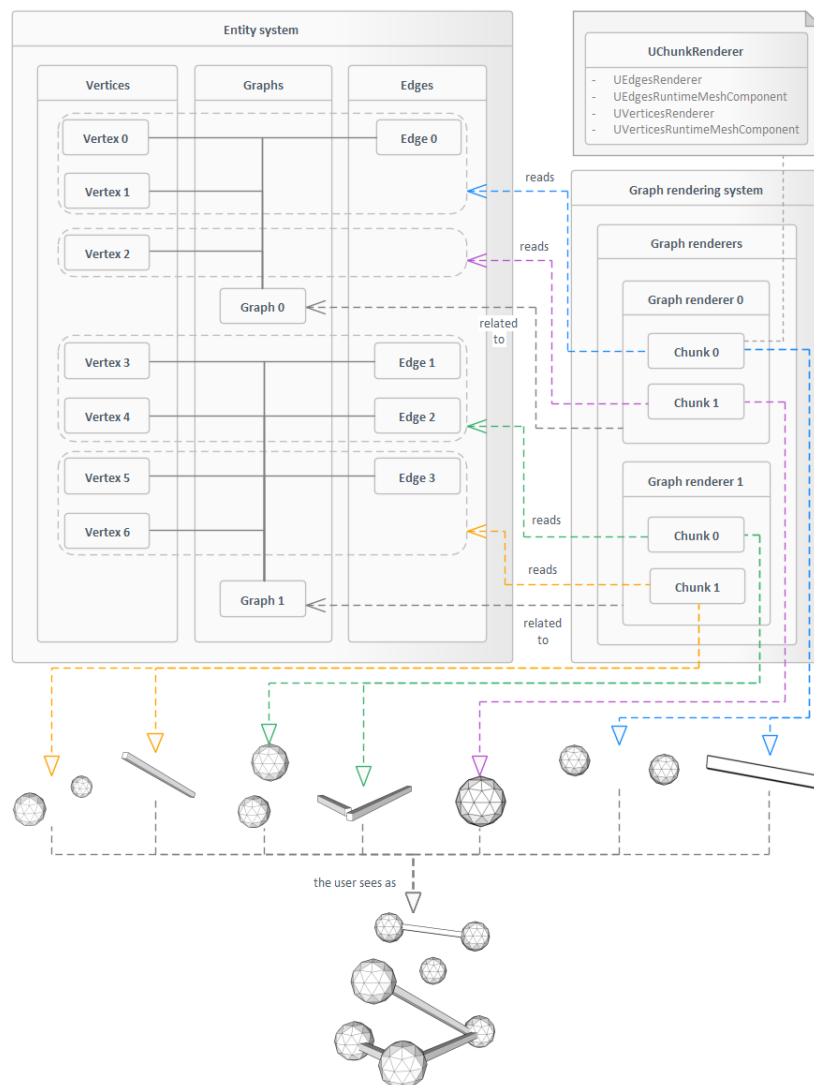 Entity system
Vertices
Graphs
Edges
Vertex 0
Edge 0
Vertex 1
Vertex 2
Graph 0
Vertex 3
Edge 1
Vertex 4
Edge 2
Vertex 5
Edge 3
Vertex 6
Graph 1
UChunkRenderer
- UEdgesRenderer
- UEdgesRuntimeMeshComponent
- UVerticesRenderer
- UVerticesRuntimeMeshComponent
reads
reads
related
to
reads
reads
related
to
Graph rendering system
Graph renderers
Graph renderer 0
Chunk 0
Chunk 1
Graph renderer 1
Chunk 0
Chunk 1
the user sees as